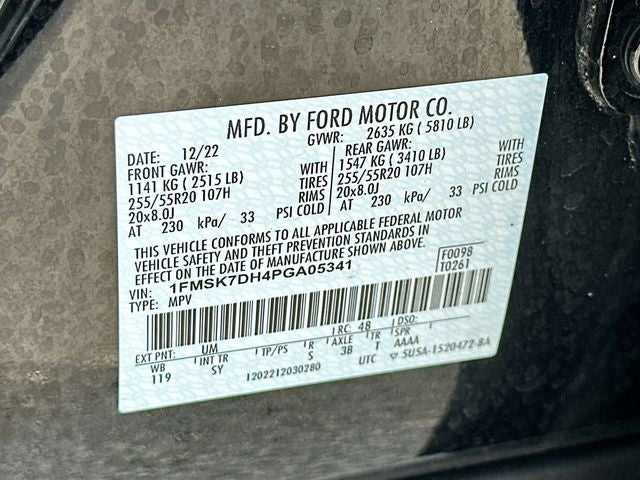 MFD. BY FORD MOTOR CO.
DATE: 12/22 GVWR: 2635 KG ( 5810 LB)
FRONT GAWR: REAR GAWR:
1141 KG ( 2515 LB) WITH 1547 KG ( 3410 LB) WITH
255/55R20 107H TIRES 255/55R20 107H TIRES
20x8.0J RIMS 20x8.0J RIMS
AT 230 kPa/ 33 PSI COLD AT 230 kPa/ 33 PSI COLD
THIS VEHICLE CONFORMS TO ALL APPLICABLE FEDERAL MOTOR
VEHICLE SAFETY AND THEFT PREVENTION STANDARDS IN
EFFECT ON THE DATE OF MANUFACTURE SHOWN ABOVE.
VIN: 1FMSK7DH4PGA05341 F0098
TYPE: MPV T0261
EXT PNT: UM RC: 48 DSO:
WB INT TR TP/PS R AXLE TR SPR
119 SY S 3B T AAAA
1202212030280 UTC ▽ 5U5A-1520472-BA